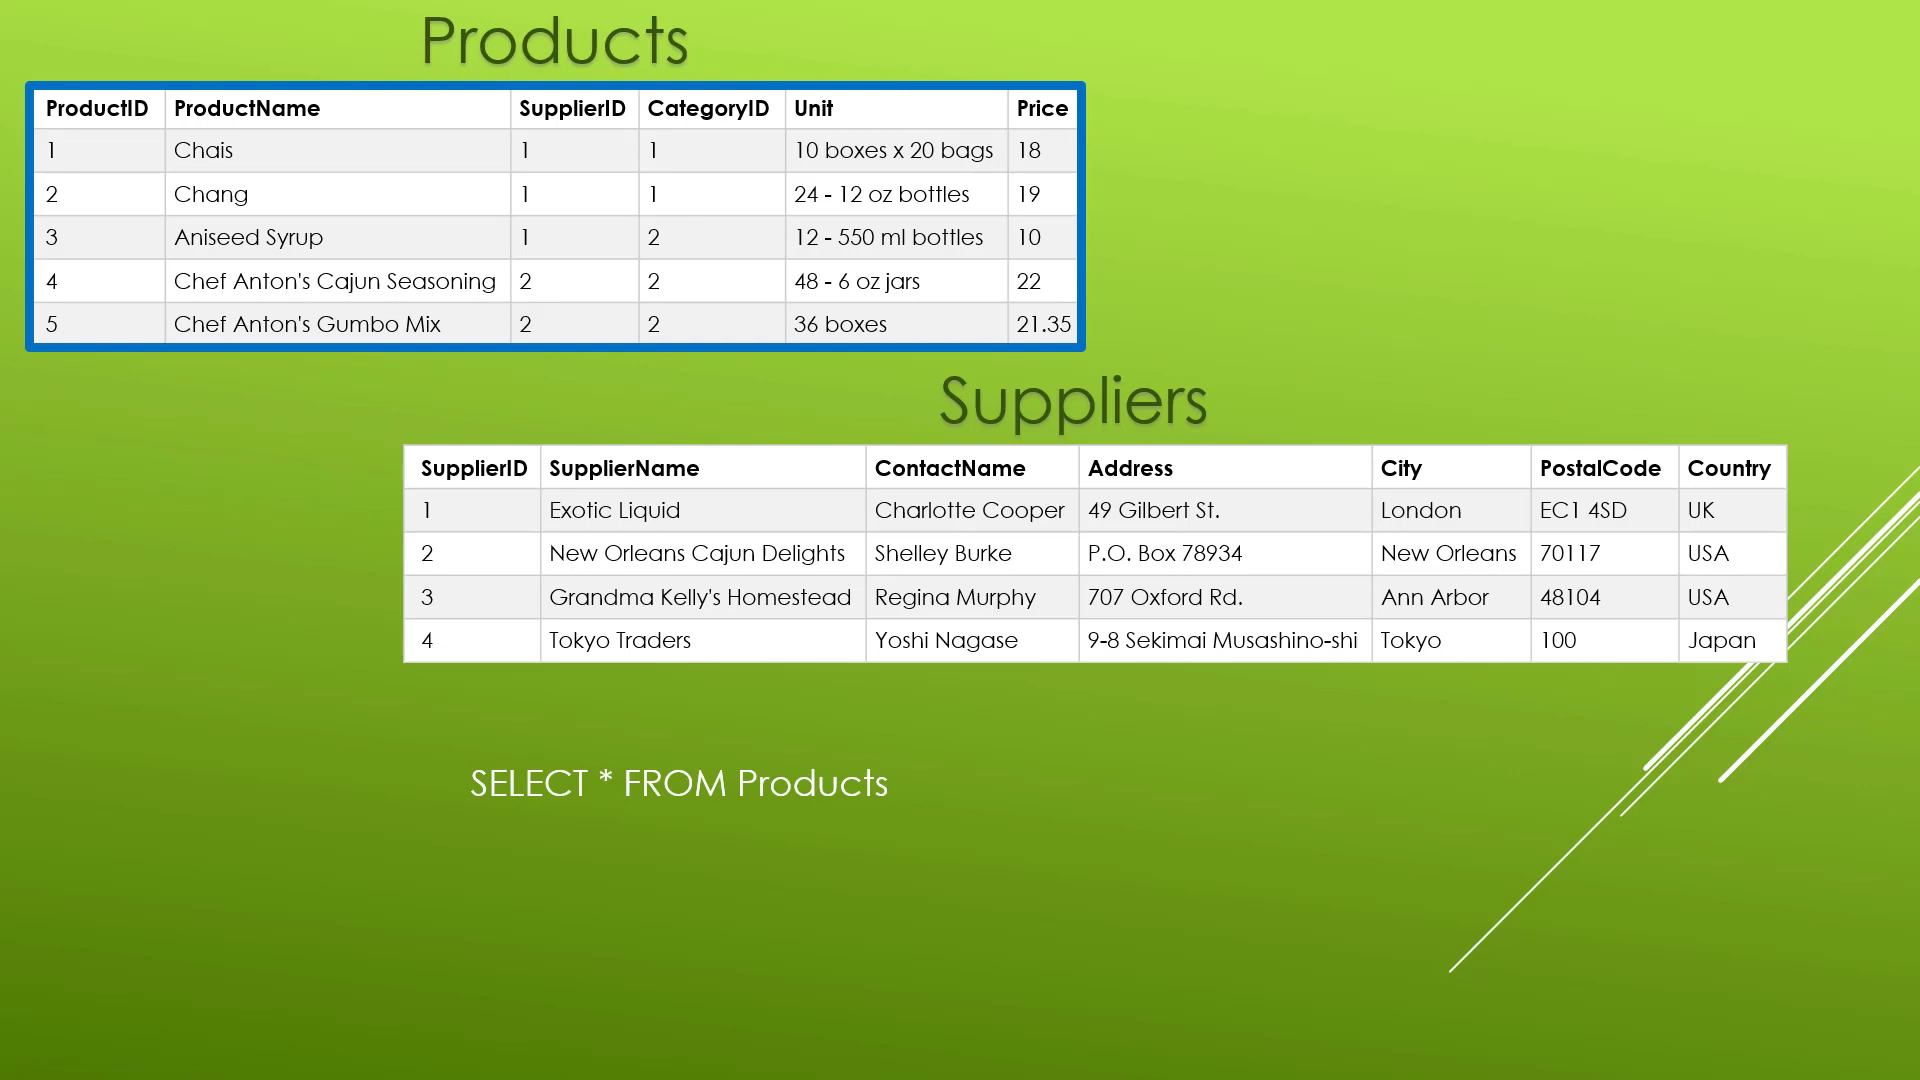 Products
ProductID ProductName SupplierID CategoryID Unit Price
1 Chais 1 1 10 boxes x 20 bags 18
2 Chang 1 1 24 - 12 oz bottles 19
3 Aniseed Syrup 1 2 12 - 550 ml bottles 10
4 Chef Anton's Cajun Seasoning 2 2 48 - 6 oz jars 22
5 Chef Anton's Gumbo Mix 2 2 36 boxes 21.35
Suppliers
SupplierID SupplierName ContactName Address City PostalCode Country
1 Exotic Liquid Charlotte Cooper 49 Gilbert St. London EC1 4SD UK
2 New Orleans Cajun Delights Shelley Burke P.O. Box 78934 New Orleans 70117 USA
3 Grandma Kelly's Homestead Regina Murphy 707 Oxford Rd. Ann Arbor 48104 USA
4 Tokyo Traders Yoshi Nagase 9-8 Sekimai Musashino-shi Tokyo 100 Japan
SELECT * FROM Products